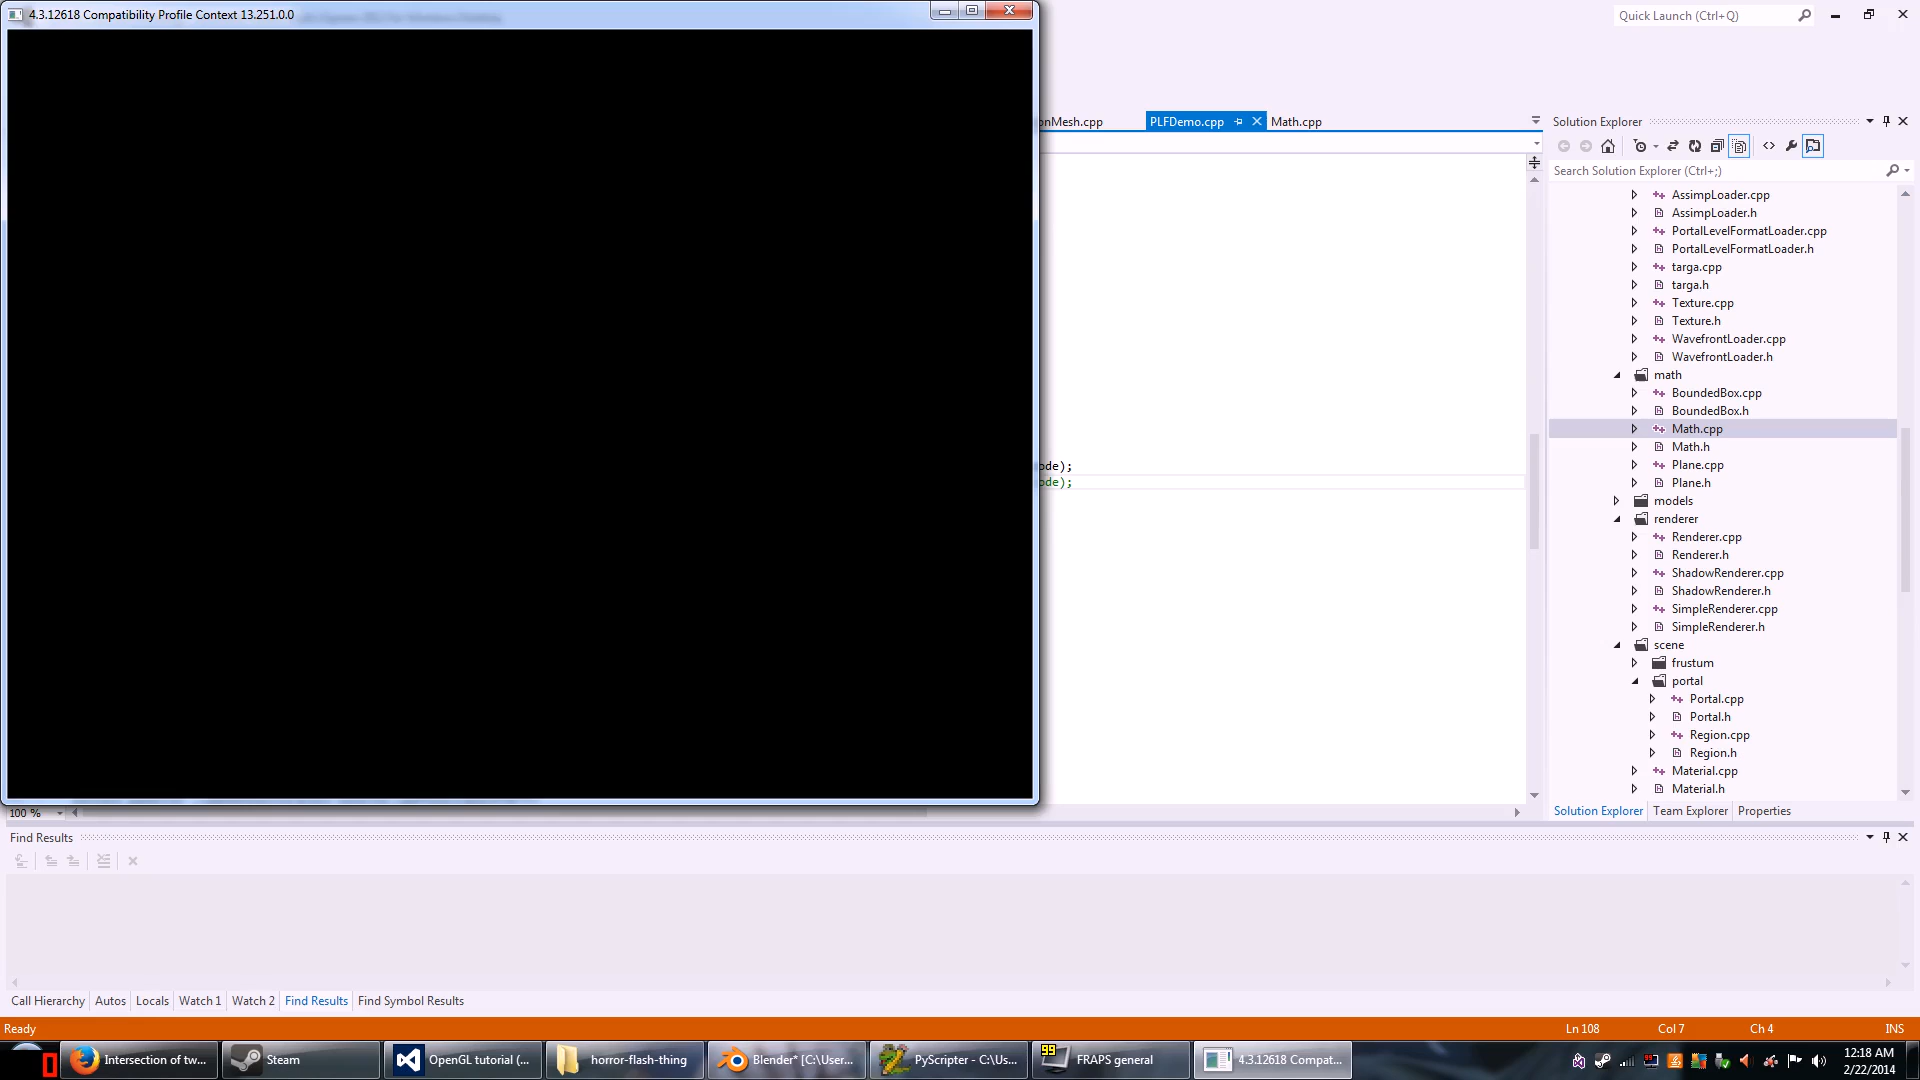 4.3.12618 Compatibility Profile Context 13.251.0.0
Quick Launch (Ctrl+Q)
onMesh.cpp
PLFDemo.cpp
Math.cpp
Solution Explorer
Search Solution Explorer (Ctrl+;)
AssimpLoader.cpp
AssimpLoader.h
PortalLevelFormatLoader.cpp
PortalLevelFormatLoader.h
targa.cpp
targa.h
Texture.cpp
Texture.h
WavefrontLoader.cpp
WavefrontLoader.h
math
BoundedBox.cpp
BoundedBox.h
Math.cpp
Math.h
Plane.cpp
Plane.h
models
renderer
Renderer.cpp
Renderer.h
ShadowRenderer.cpp
ShadowRenderer.h
SimpleRenderer.cpp
SimpleRenderer.h
scene
frustum
portal
Portal.cpp
Portal.h
Region.cpp
Region.h
Material.cpp
Material.h
ode);
ode);
100 %
Solution Explorer Team Explorer Properties
Find Results
Call Hierarchy Autos Locals Watch 1 Watch 2 Find Results Find Symbol Results
Ready Ln 108 Col 7 Ch 4 INS
Intersection of tw... Steam OpenGL tutorial (... horror-flash-thing Blender* [C:\User... PyScripter - C:\Us... 99 FRAPS general 4.3.12618 Compat...
12:18 AM
2/22/2014